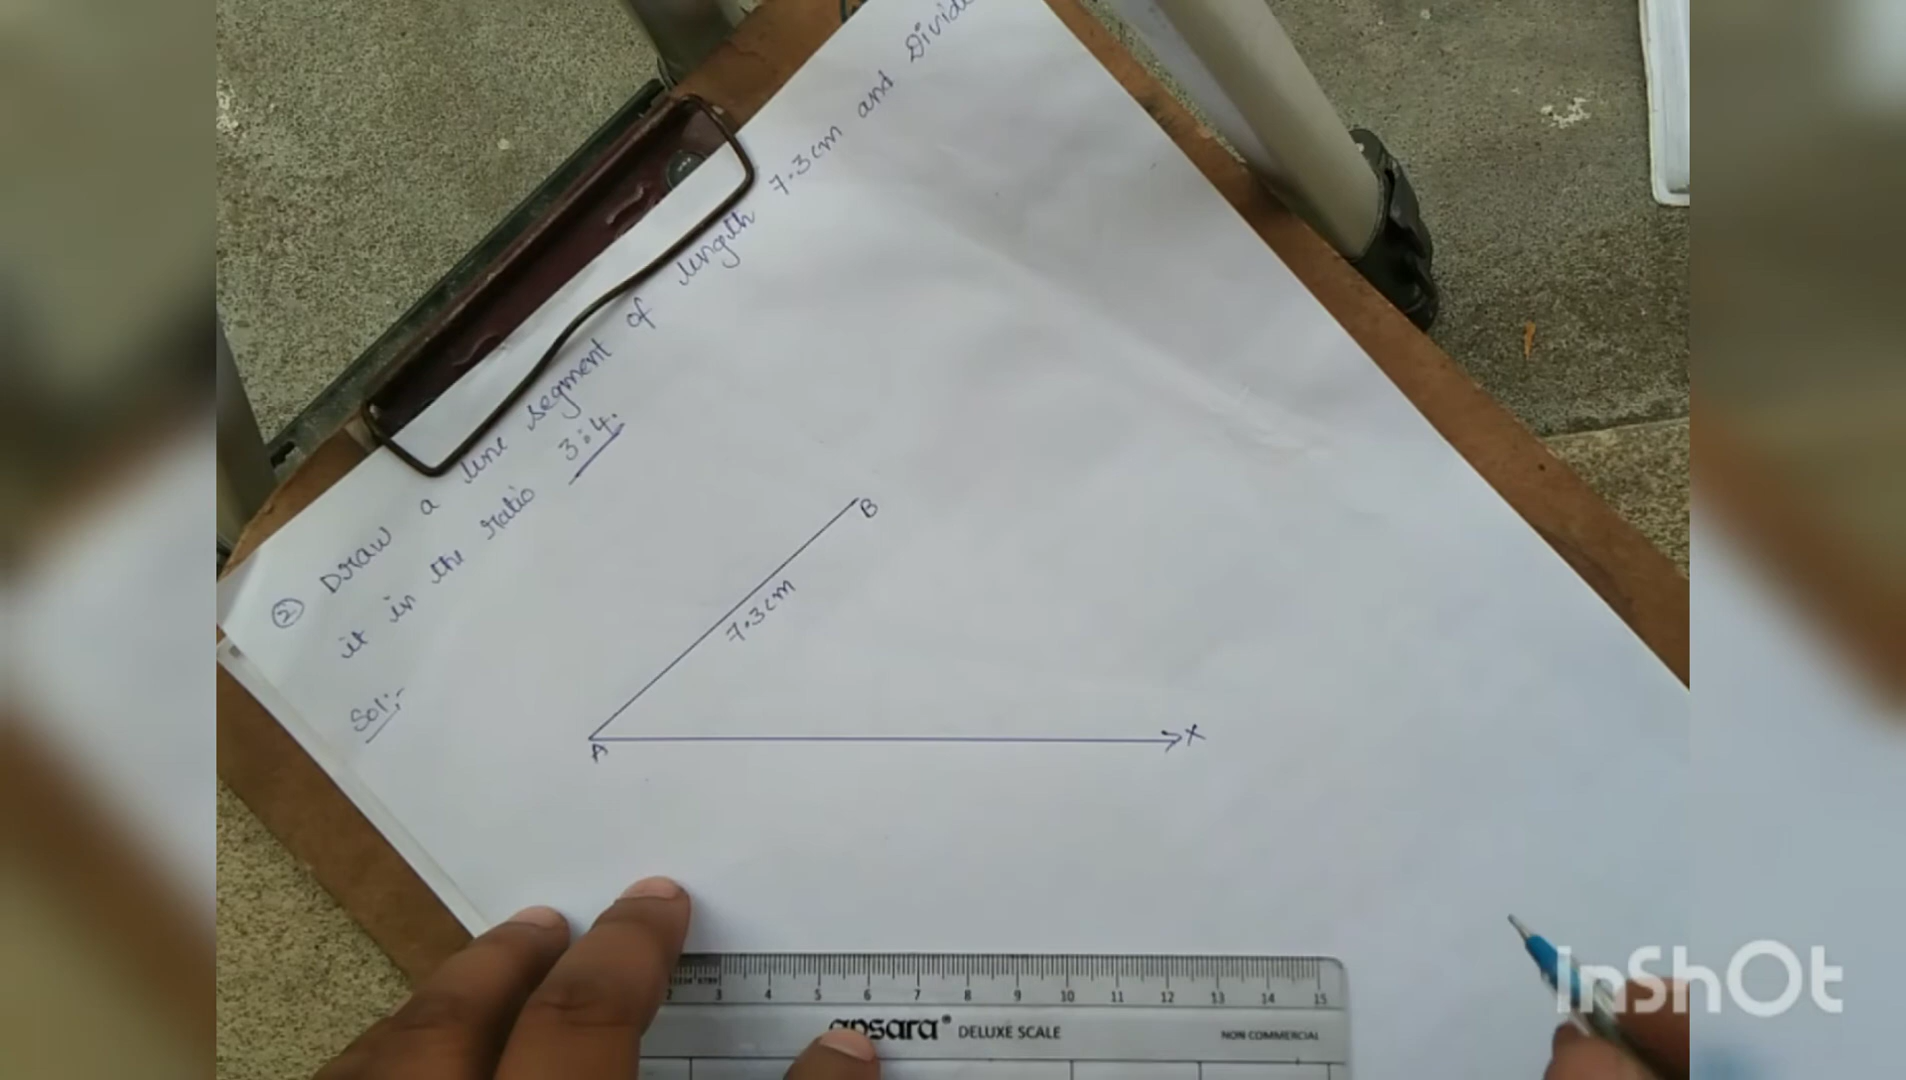 ② Draw a line segment of length 7.3cm and Divide
it in the ratio 3:4.
Sol:-
B
7.3cm
A
X
2 3 4 5 6 7 8 9 10 11 12 13 14 15
apsara® DELUXE SCALE NON COMMERCIAL
InShOt